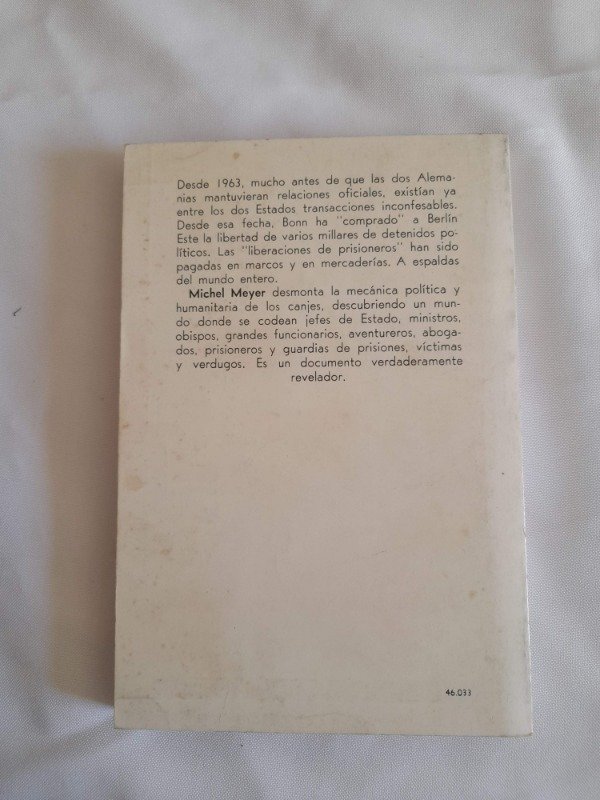 Desde 1963, mucho antes de que las dos Alema-
nias mantuvieran relaciones oficiales, existían ya
entre los dos Estados transacciones inconfesables.
Desde esa fecha, Bonn ha "comprado" a Berlín
Este la libertad de varios millares de detenidos po-
líticos. Las "liberaciones de prisioneros" han sido
pagadas en marcos y en mercaderías. A espaldas
del mundo entero.
Michel Meyer desmonta la mecánica política y
humanitaria de los canjes, descubriendo un mun-
do donde se codean jefes de Estado, ministros,
obispos, grandes funcionarios, aventureros, aboga-
dos, prisioneros y guardias de prisiones, víctimas
y verdugos. Es un documento verdaderamente
revelador.
46.033